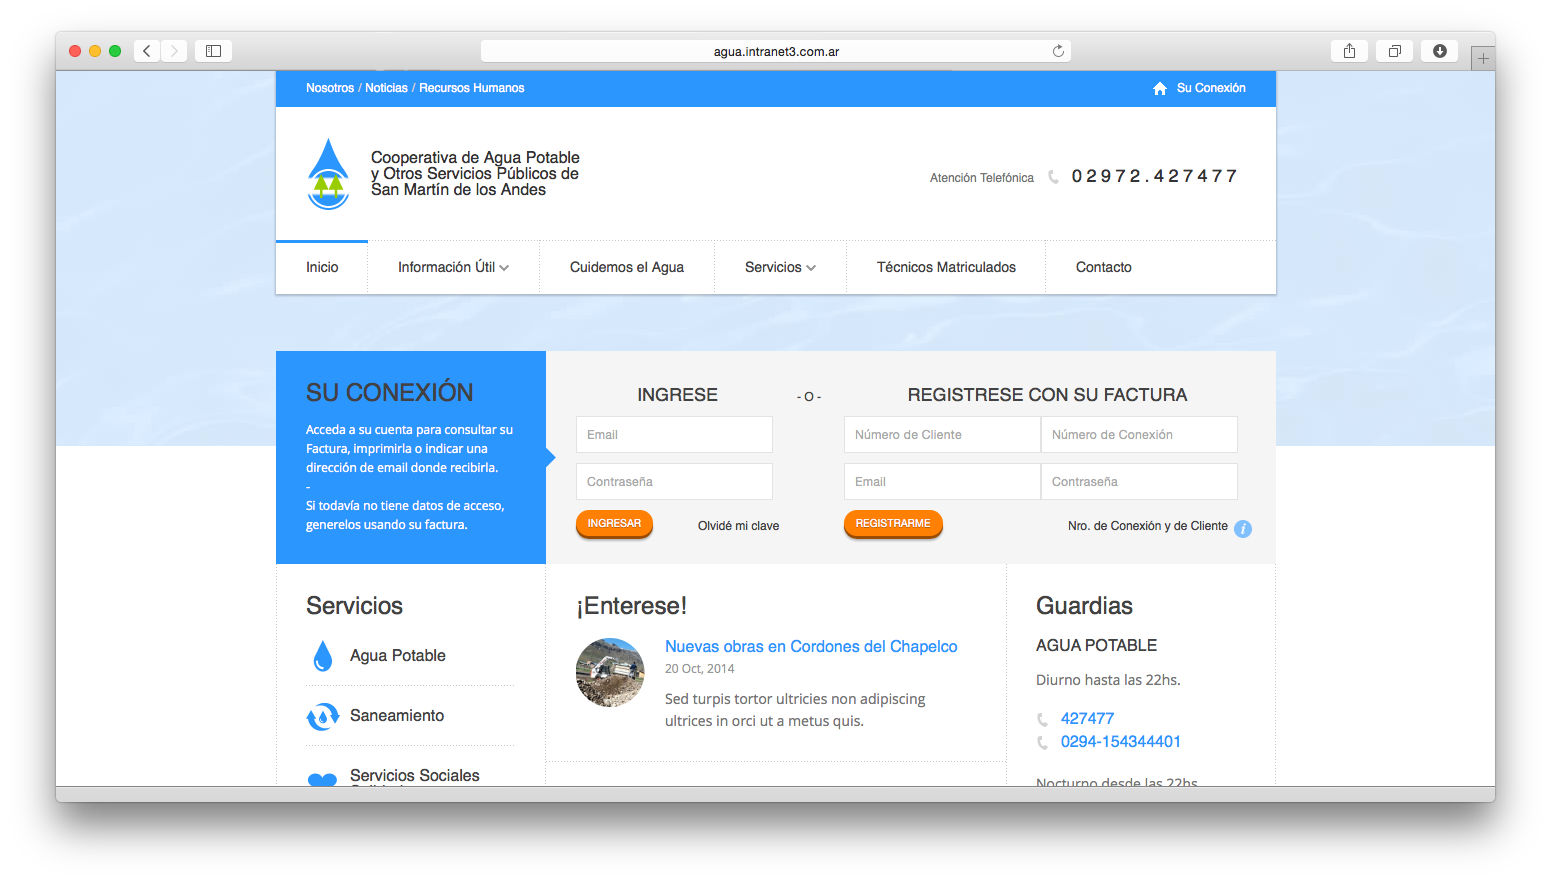 agua.intranet3.com.ar
Nosotros / Noticias / Recursos Humanos
Su Conexión
Cooperativa de Agua Potable
y Otros Servicios Públicos de
San Martín de los Andes
Atención Telefónica 02972.427477
Inicio
Información Útil
Cuidemos el Agua
Servicios
Técnicos Matriculados
Contacto
SU CONEXIÓN
Acceda a su cuenta para consultar su
Factura, imprimirla o indicar una
dirección de email donde recibirla.
-
Si todavía no tiene datos de acceso,
generelos usando su factura.
INGRESE
Email
Contraseña
INGRESAR
Olvidé mi clave
- O -
REGISTRESE CON SU FACTURA
Número de Cliente
Número de Conexión
Email
Contraseña
REGISTRARME
Nro. de Conexión y de Cliente i
Servicios
Agua Potable
Saneamiento
Servicios Sociales
¡Enterese!
Nuevas obras en Cordones del Chapelco
20 Oct, 2014
Sed turpis tortor ultricies non adipiscing
ultrices in orci ut a metus quis.
Guardias
AGUA POTABLE
Diurno hasta las 22hs.
427477
0294-154344401
Nocturno desde las 22hs